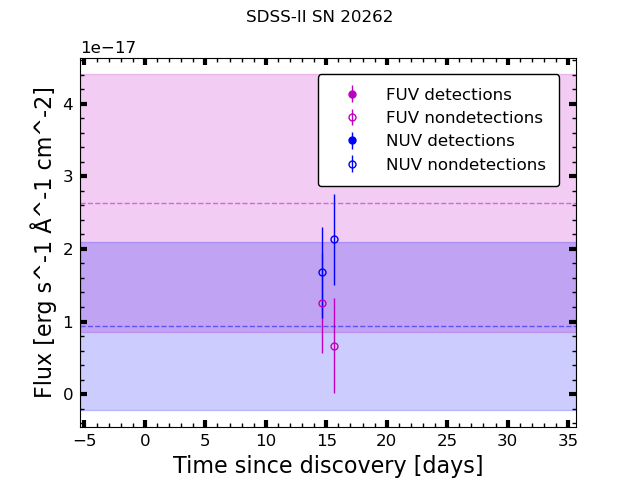 SDSS-II SN 20262
1e−17
Flux [erg s^-1 Å^-1 cm^-2]
4
3
2
1
0
FUV detections
FUV nondetections
NUV detections
NUV nondetections
−5 0 5 10 15 20 25 30 35
Time since discovery [days]